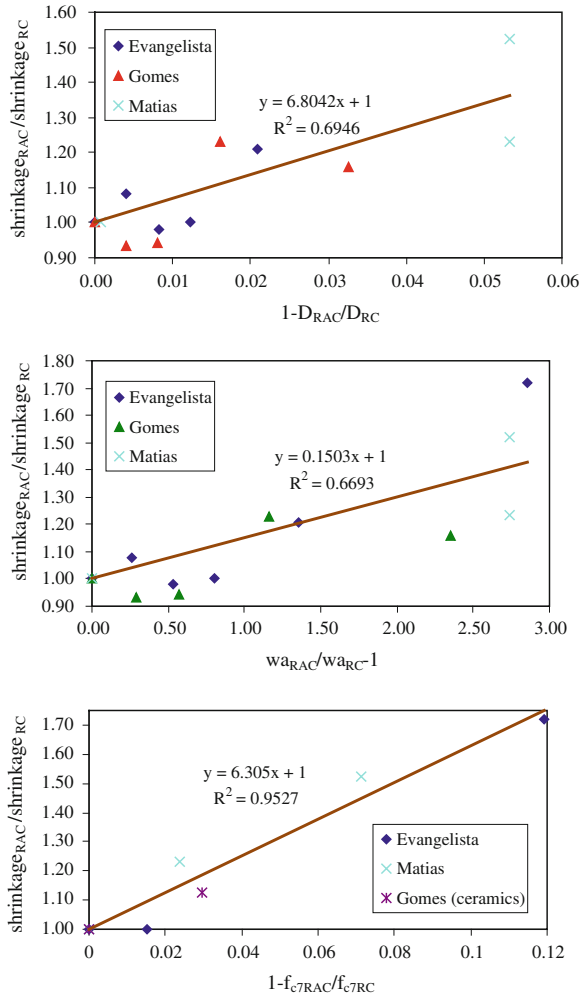 shrinkageRAC/shrinkageRC
1.60
1.50
1.40
1.30
1.20
1.10
1.00
0.90
Evangelista
Gomes
Matias
y = 6.8042x + 1
R² = 0.6946
0.00 0.01 0.02 0.03 0.04 0.05 0.06
1-DRAC/DRC
shrinkageRAC/shrinkageRC
1.80
1.70
1.60
1.50
1.40
1.30
1.20
1.10
1.00
0.90
Evangelista
Gomes
Matias
y = 0.1503x + 1
R² = 0.6693
0.00 0.50 1.00 1.50 2.00 2.50 3.00
waRAC/waRC-1
shrinkageRAC/shrinkageRC
1.70
1.60
1.50
1.40
1.30
1.20
1.10
1.00
y = 6.305x + 1
R² = 0.9527
Evangelista
Matias
Gomes (ceramics)
0 0.02 0.04 0.06 0.08 0.1 0.12
1-fc7RAC/fc7RC